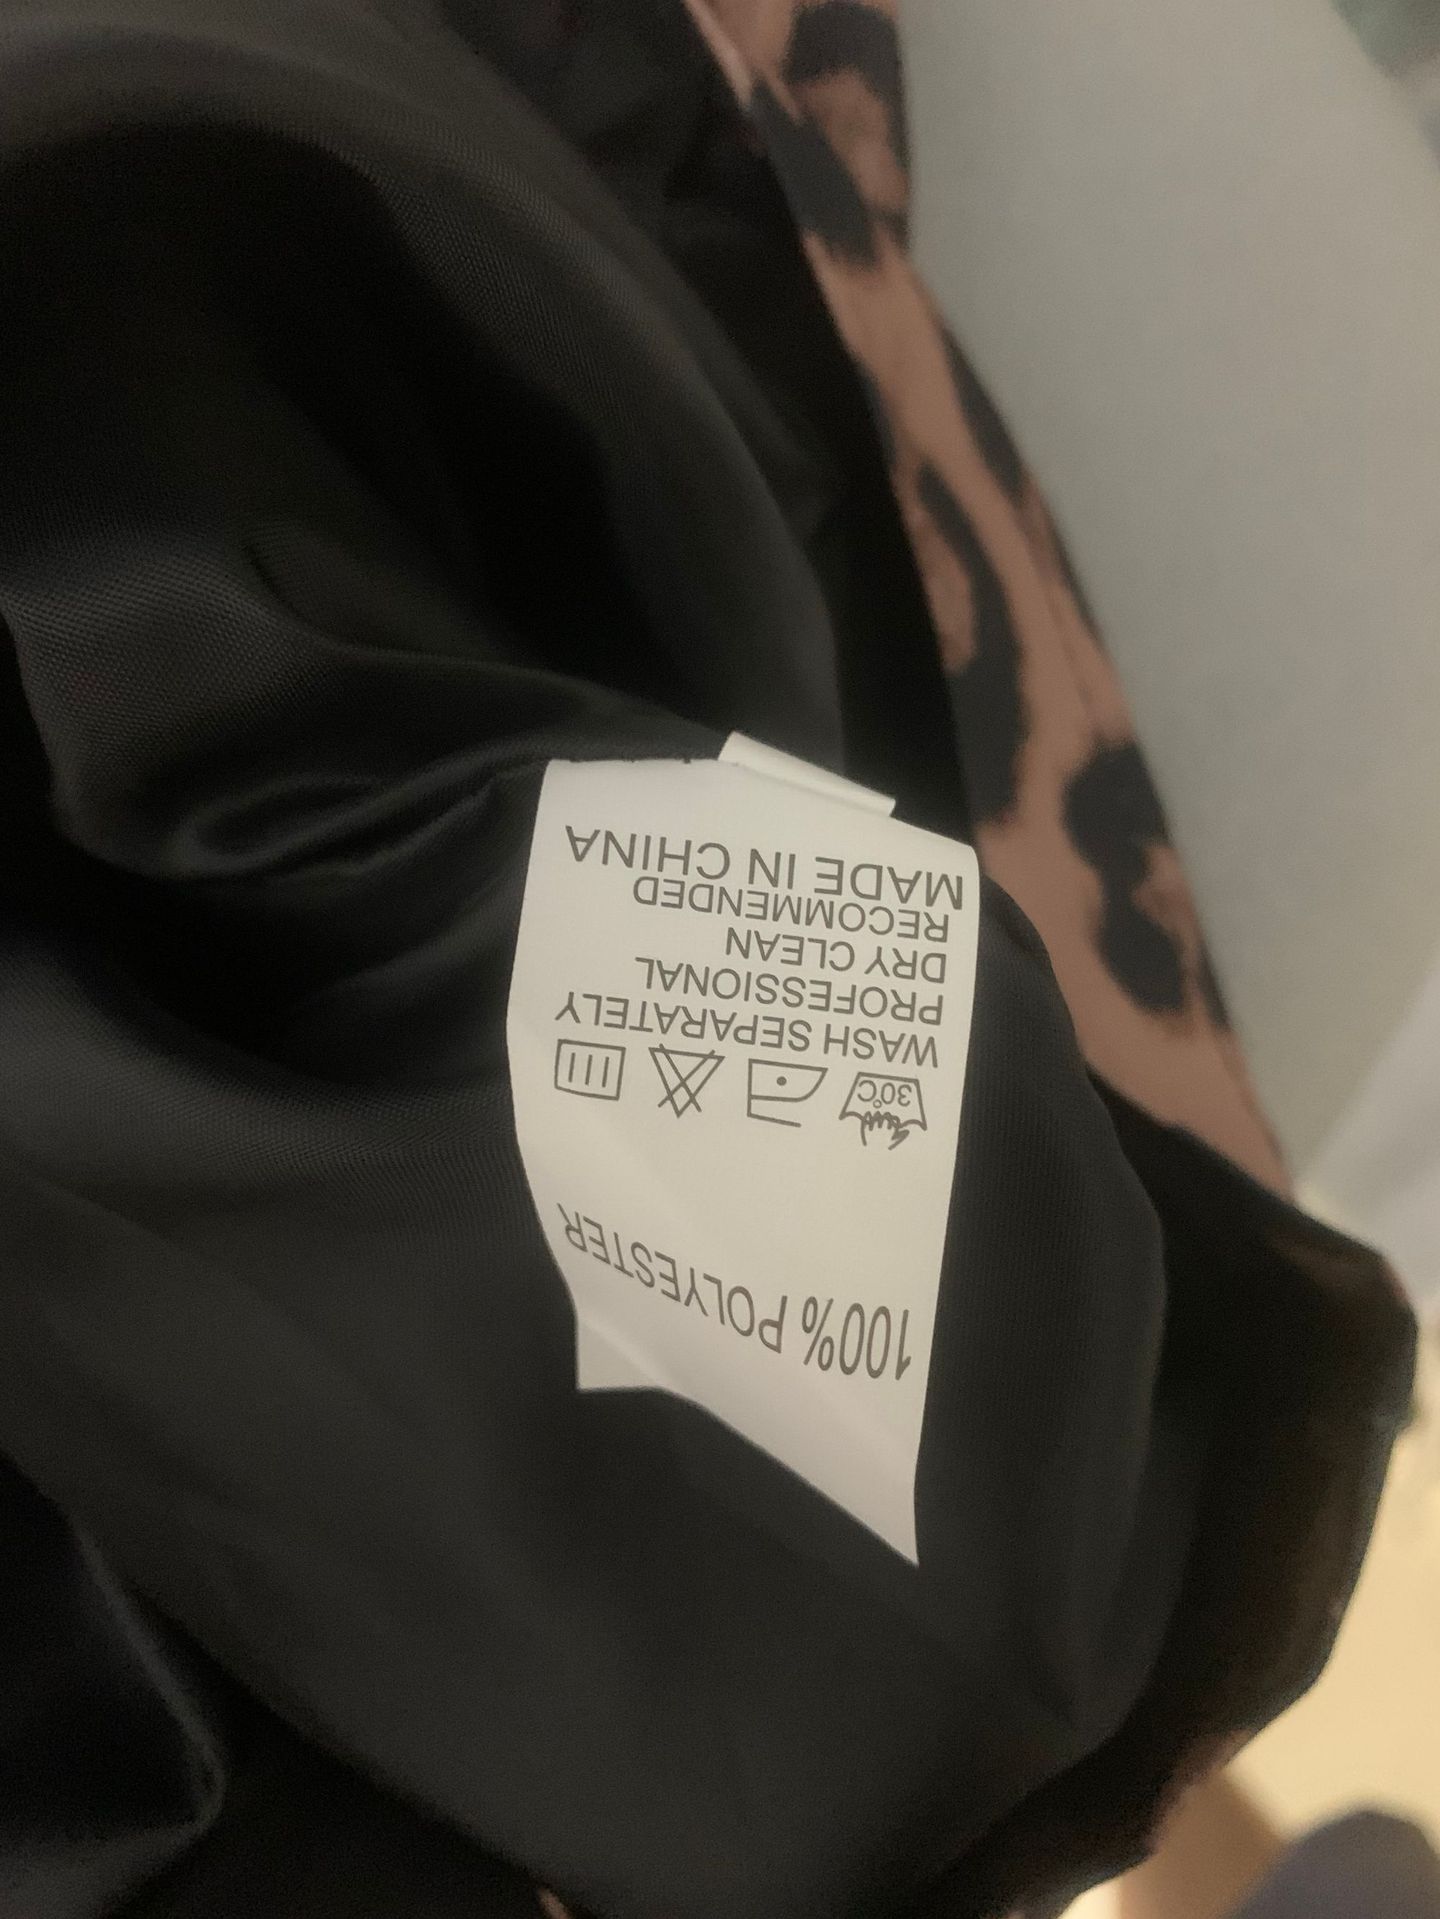 100% POLYESTER
30°C
WASH SEPARATELY
PROFESSIONAL
DRY CLEAN
RECOMMENDED
MADE IN CHINA